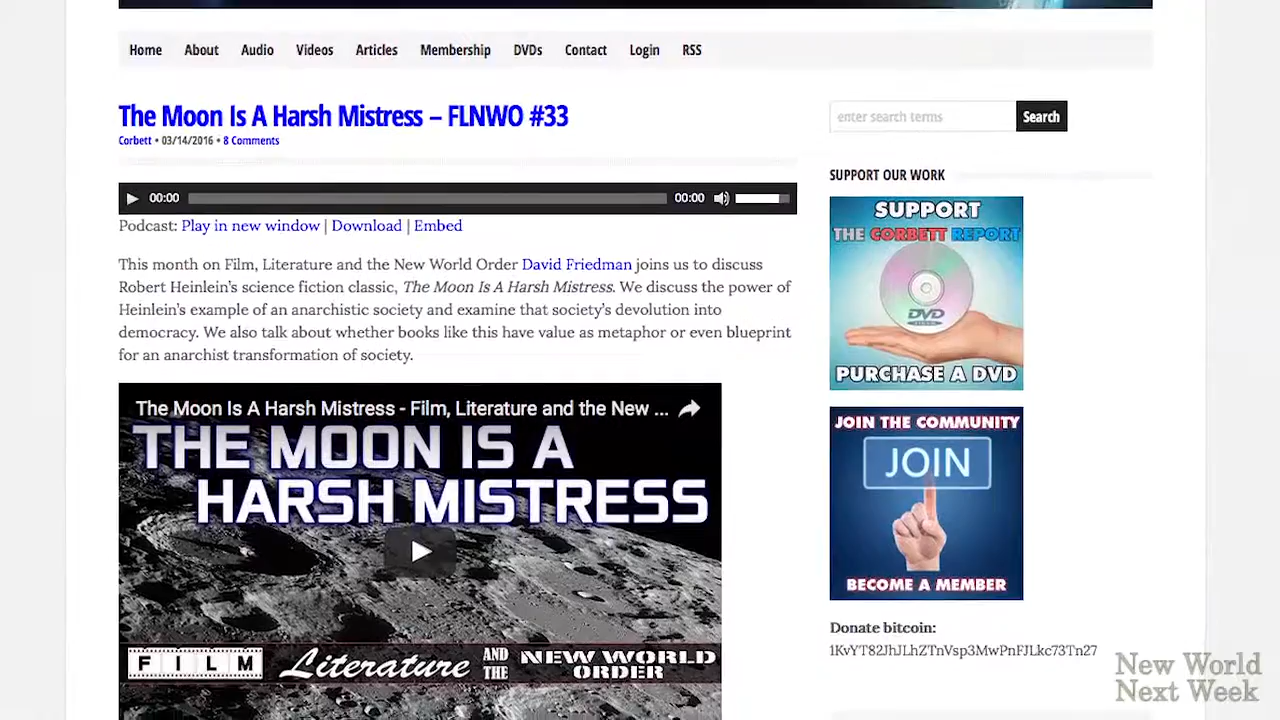 Home About Audio Videos Articles Membership DVDs Contact Login RSS
The Moon Is A Harsh Mistress – FLNWO #33
Corbett • 03/14/2016 • 8 Comments
00:00 00:00
Podcast: Play in new window | Download | Embed
This month on Film, Literature and the New World Order David Friedman joins us to discuss
Robert Heinlein's science fiction classic, The Moon Is A Harsh Mistress. We discuss the power of
Heinlein's example of an anarchistic society and examine that society's devolution into
democracy. We also talk about whether books like this have value as metaphor or even blueprint
for an anarchist transformation of society.
The Moon Is A Harsh Mistress - Film, Literature and the New ...
THE MOON IS A
HARSH MISTRESS
FILM Literature AND THE NEW WORLD ORDER
enter search terms Search
SUPPORT OUR WORK
SUPPORT
THE CORBETT REPORT
DVD
PURCHASE A DVD
JOIN THE COMMUNITY
JOIN
BECOME A MEMBER
Donate bitcoin:
1KvYT82JhJLhZTnVsp3MwPnFJLkc73Tn27
New World
Next Week